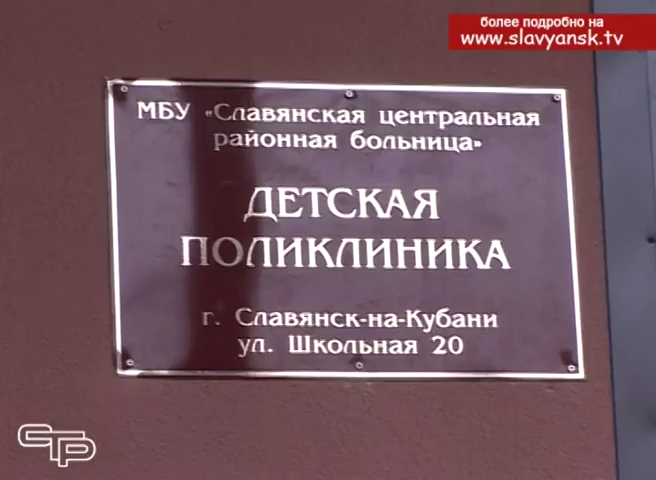 более подробно на
www.slavyansk.tv
МБУ «Славянская центральная
районная больница»
ДЕТСКАЯ
ПОЛИКЛИНИКА
г. Славянск-на-Кубани
ул. Школьная 20
СТР